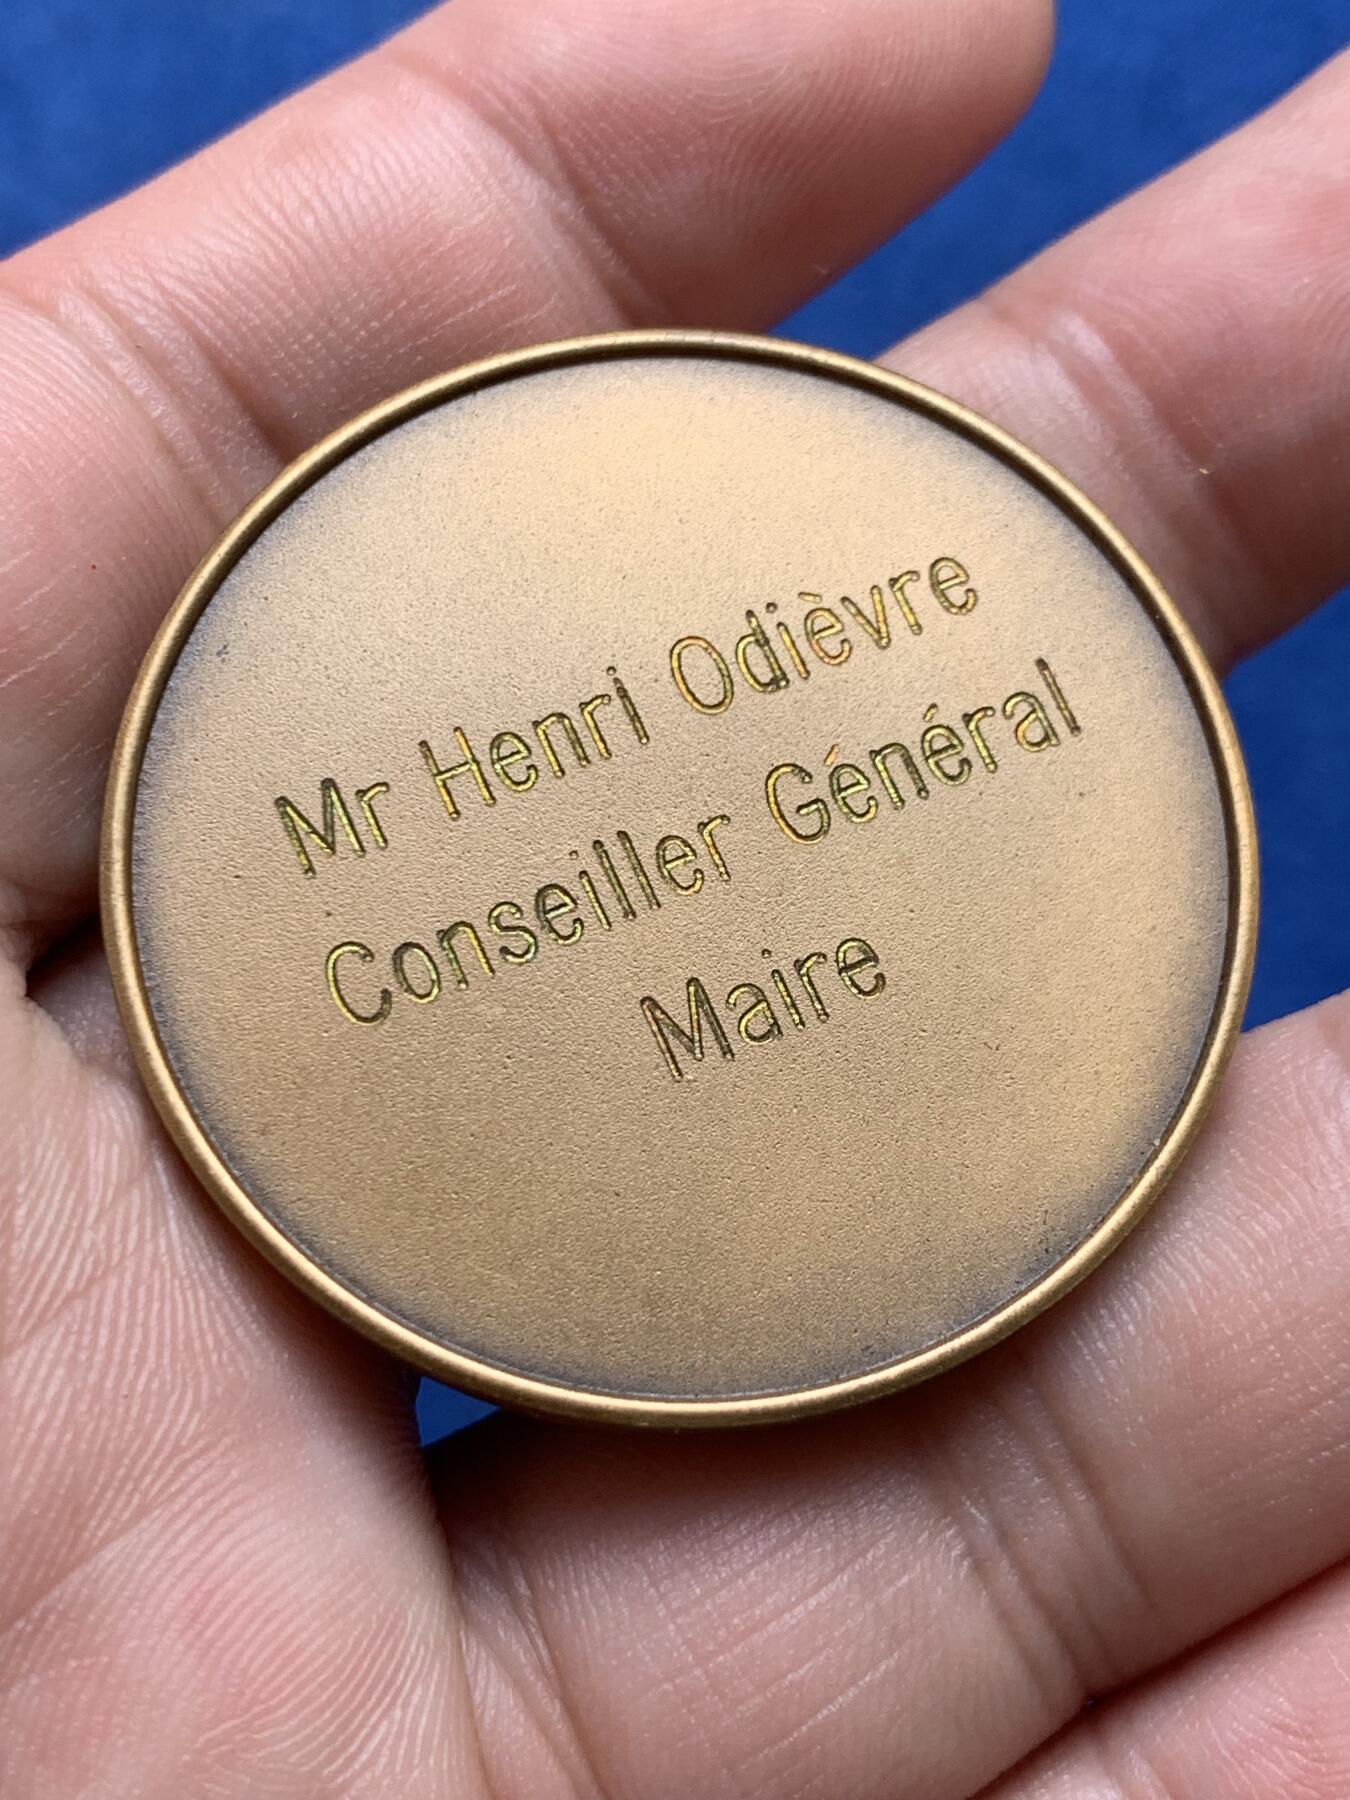 Mr Henri Odièvre
Conseiller Général
Maire